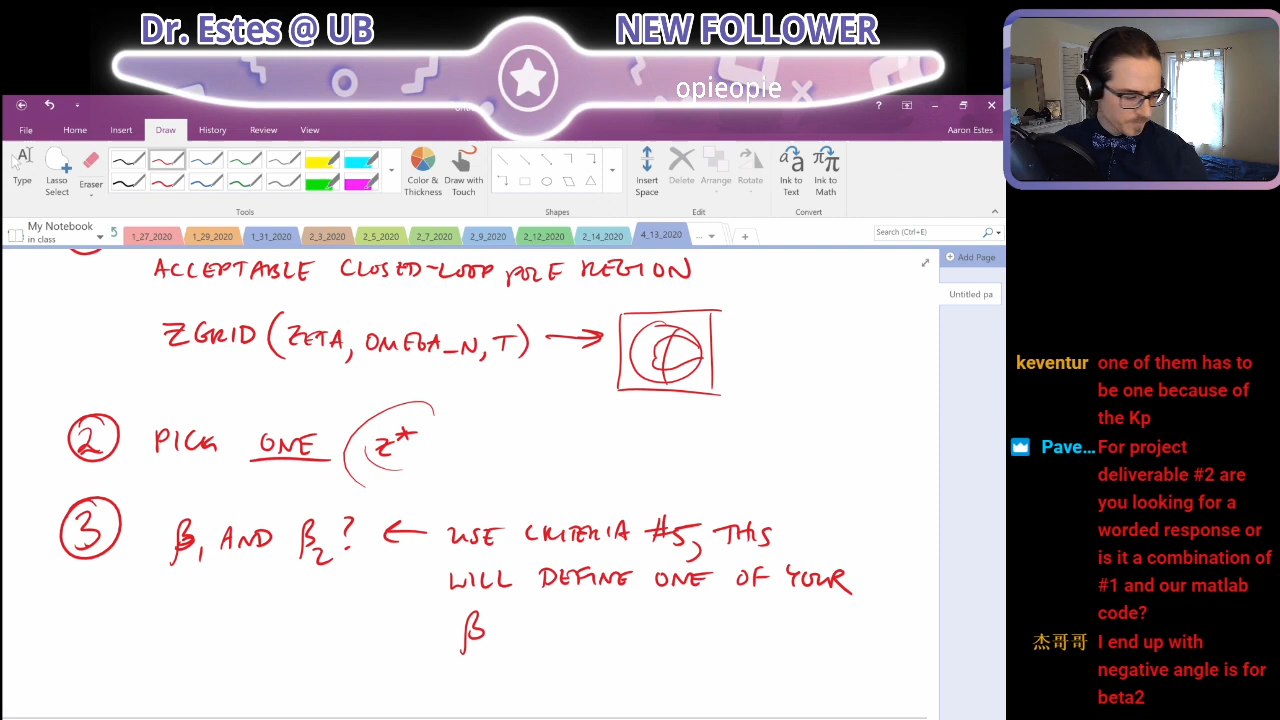 Dr. Estes @ UB
NEW FOLLOWER
opieopie
File Home Insert Draw History Review View
Aaron Estes
Type
Lasso Select
Eraser
Color & Thickness
Draw with Touch
Insert Space
Delete
Arrange
Rotate
Ink to Text
Ink to Math
Tools
Shapes
Edit
Convert
My Notebook
in class
1_27_2020 1_29_2020 1_31_2020 2_3_2020 2_5_2020 2_7_2020 2_9_2020 2_12_2020 2_14_2020 4_13_2020 ...
Search (Ctrl+E)
Add Page
Untitled pa
ACCEPTABLE CLOSED-LOOP POLE REGION
ZGRID (ZETA, OMEGA_N, T) →
② PICK ONE z*
③ β₁ AND β₂? ← USE CRITERIA #5, THIS
WILL DEFINE ONE OF YOUR
β
keventur one of them has to
be one because of
the Kp
Pave... For project
deliverable #2 are
you looking for a
worded response or
is it a combination of
#1 and our matlab
code?
杰哥哥 I end up with
negative angle is for
beta2